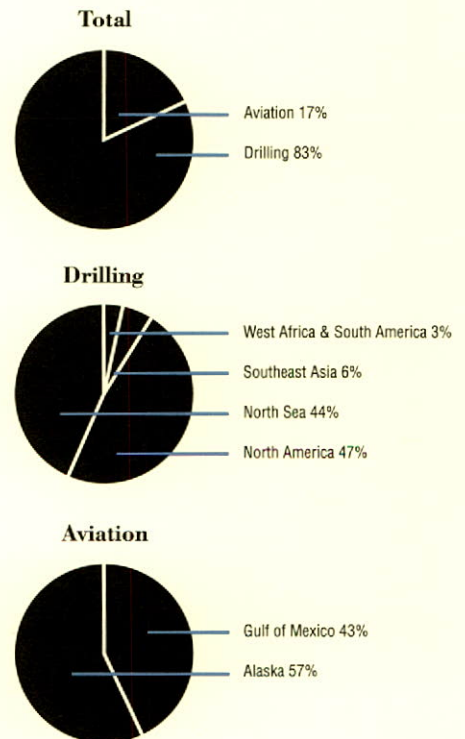 Total
Aviation 17%
Drilling 83%
Drilling
West Africa & South America 3%
Southeast Asia 6%
North Sea 44%
North America 47%
Aviation
Gulf of Mexico 43%
Alaska 57%